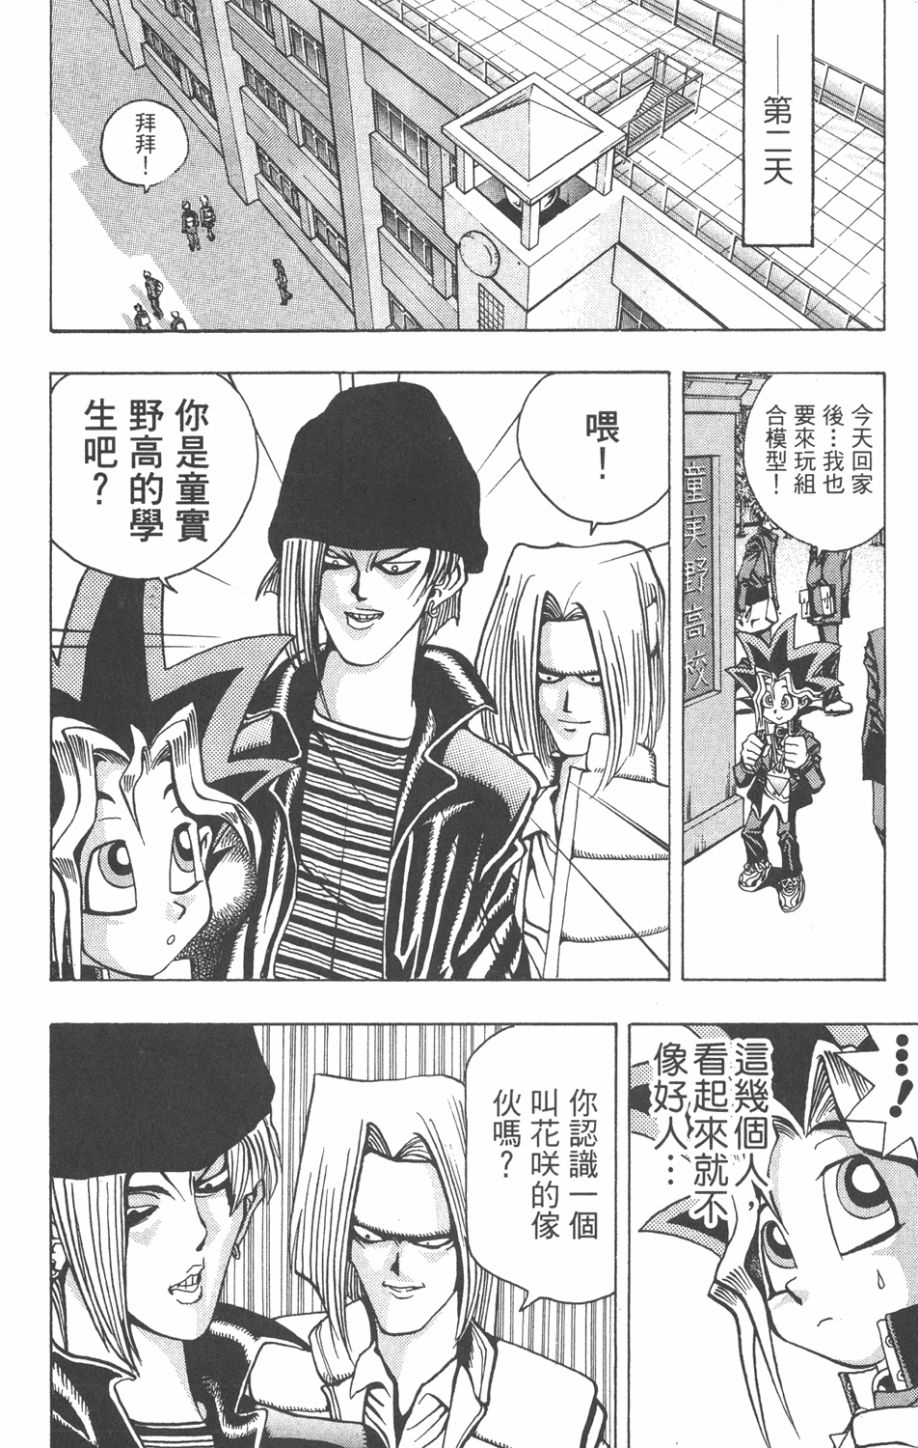 ──第二天
拜拜！
今天回家
後…我也
要來玩組
合模型！
童実野高校
喂！
你是童實
野高的學
生吧？
…！
這幾個人，
看起來就不
像好人…
你認識一個
叫花咲的傢
伙嗎？